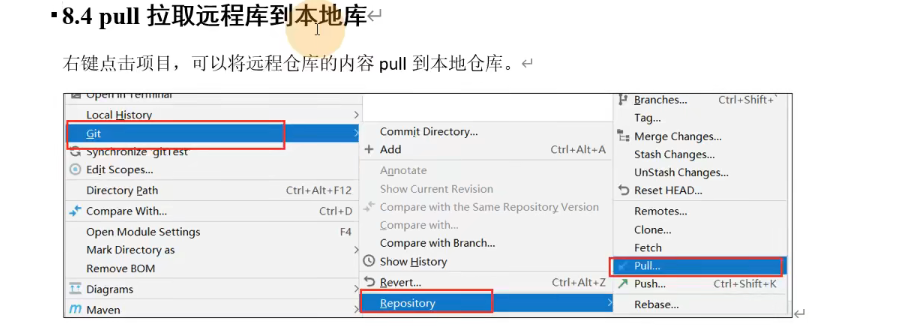 8.4 pull 拉取远程库到本地库
右键点击项目，可以将远程仓库的内容 pull 到本地仓库。
Open in Terminal
Local History
Git
Synchronize 'gitTest'
Edit Scopes...
Directory Path Ctrl+Alt+F12
Compare With... Ctrl+D
Open Module Settings F4
Mark Directory as
Remove BOM
Diagrams
Maven
Commit Directory...
Add Ctrl+Alt+A
Annotate
Show Current Revision
Compare with the Same Repository Version
Compare with...
Compare with Branch...
Show History
Revert... Ctrl+Alt+Z
Repository
Branches... Ctrl+Shift+`
Tag...
Merge Changes...
Stash Changes...
UnStash Changes...
Reset HEAD...
Remotes...
Clone...
Fetch
Pull...
Push... Ctrl+Shift+K
Rebase...